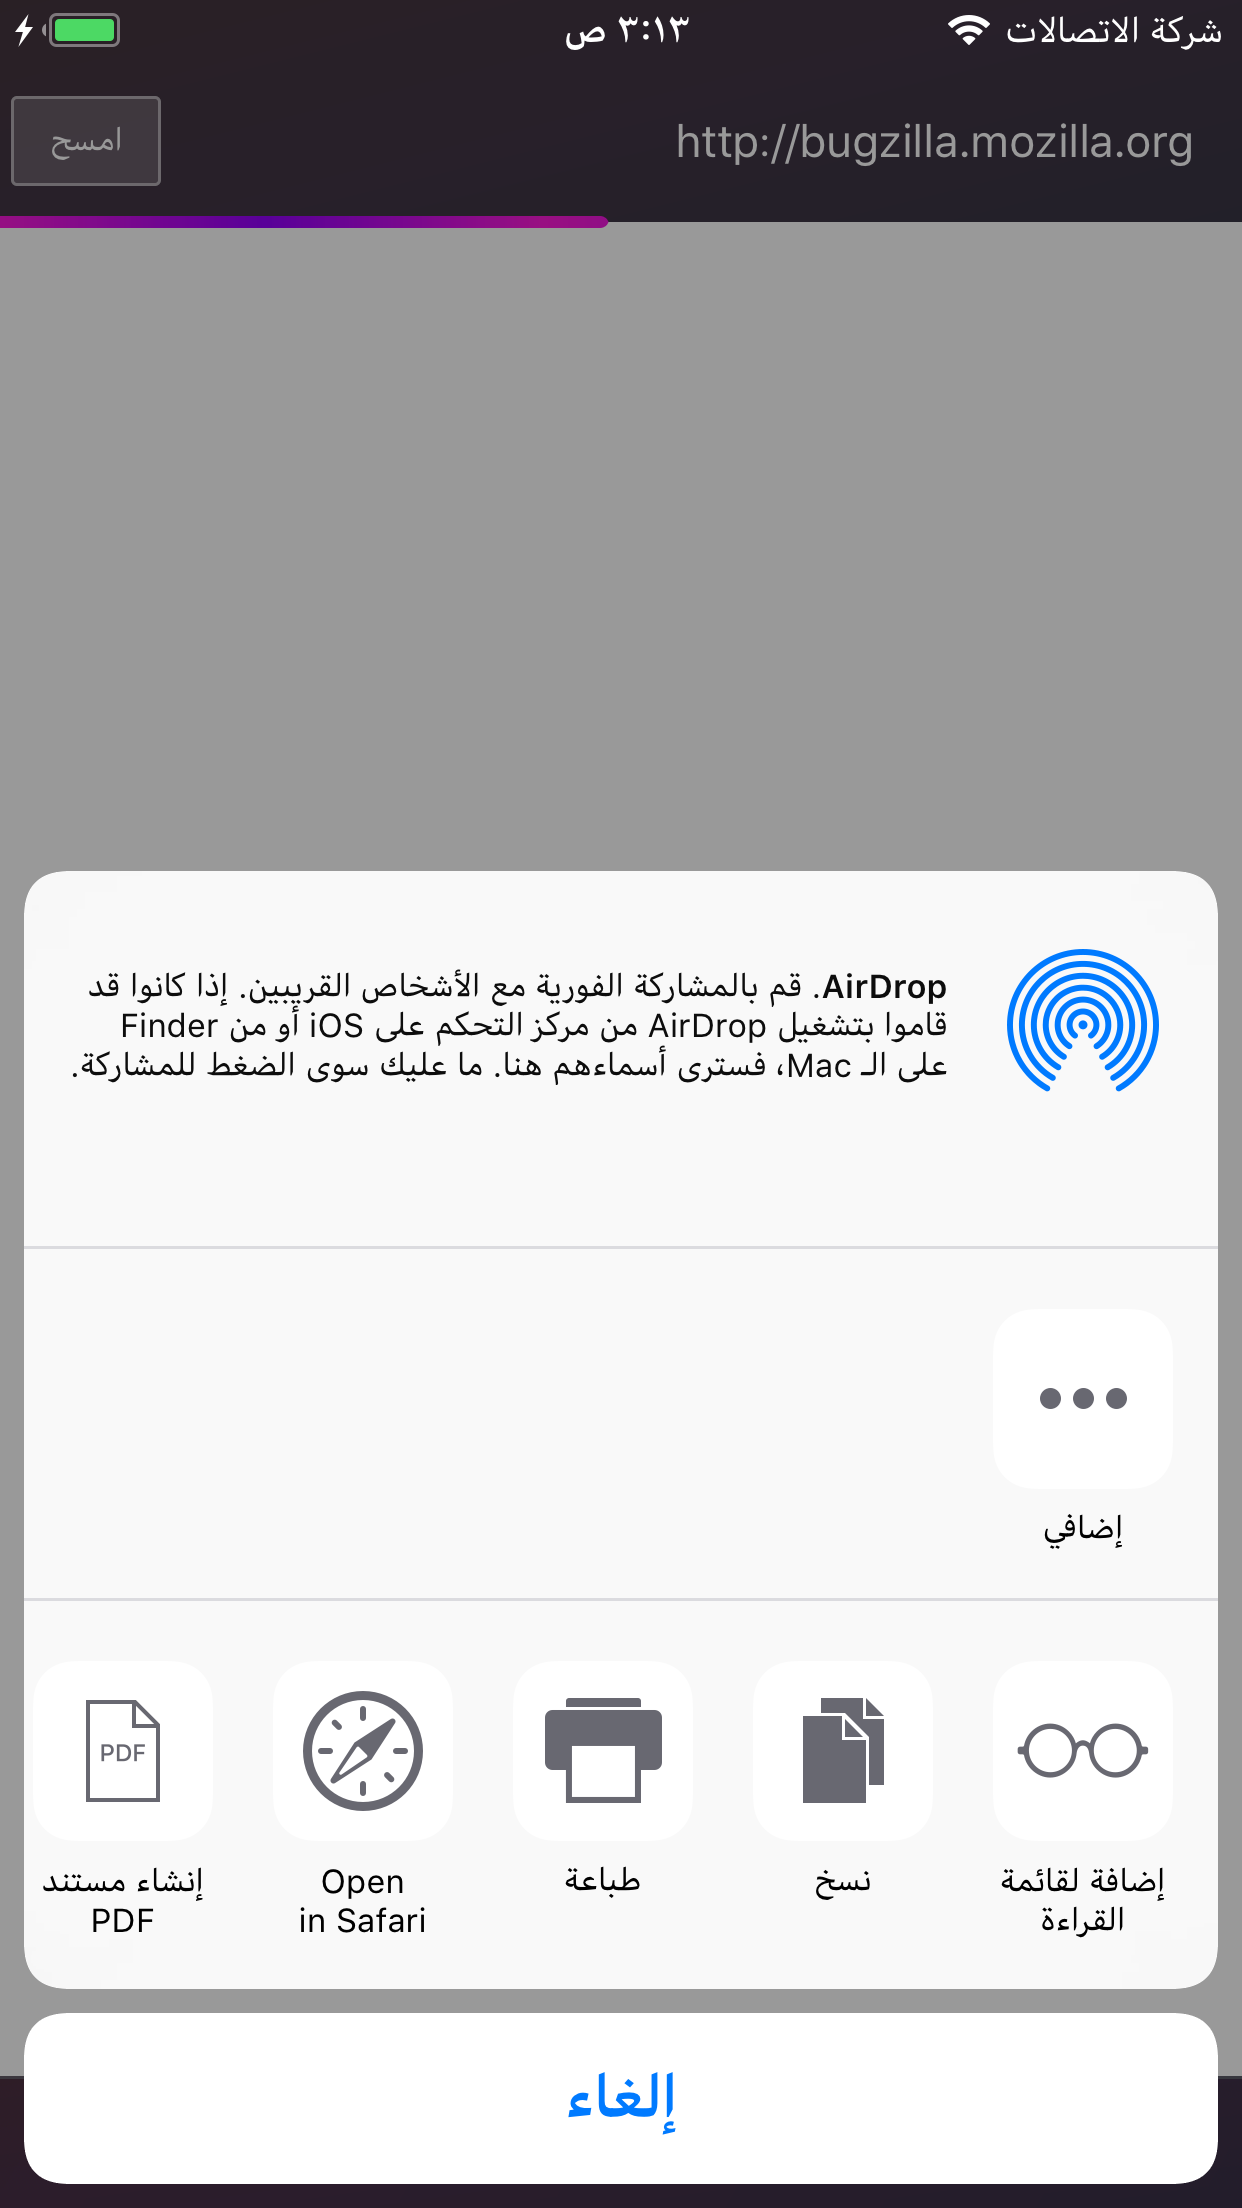 شركة الاتصالات
٣:١٣ ص
http://bugzilla.mozilla.org
امسح
AirDrop. قم بالمشاركة الفورية مع الأشخاص القريبين. إذا كانوا قد
قاموا بتشغيل AirDrop من مركز التحكم على iOS أو من Finder
على الـ Mac، فسترى أسماءهم هنا. ما عليك سوى الضغط للمشاركة.
إضافي
إضافة لقائمة
القراءة
نسخ
طباعة
Open
in Safari
PDF
إنشاء مستند
PDF
إلغاء